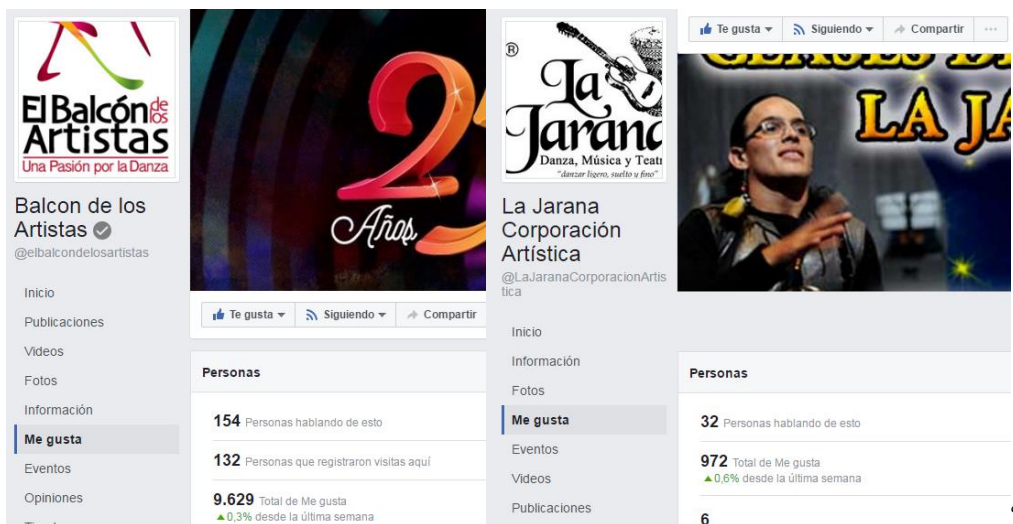 El Balcón de los
Artistas
Una Pasión por la Danza
Balcon de los
Artistas
@elbalcondelosartistas
Inicio
Publicaciones
Videos
Fotos
Información
Me gusta
Eventos
Opiniones
2
Años
Te gusta
Siguiendo
Compartir
Personas
154 Personas hablando de esto
132 Personas que registraron visitas aquí
9.629 Total de Me gusta
0,3% desde la última semana
®
La
Jarana
Danza, Música y Teat
"danzar ligero, suelto y fino"
La Jarana
Corporación
Artística
@LaJaranaCorporacionArtis
tica
Inicio
Información
Fotos
Me gusta
Eventos
Videos
Publicaciones
Te gusta
Siguiendo
Compartir
...
CLASES DE
LA JA
Personas
32 Personas hablando de esto
972 Total de Me gusta
0,6% desde la última semana
6